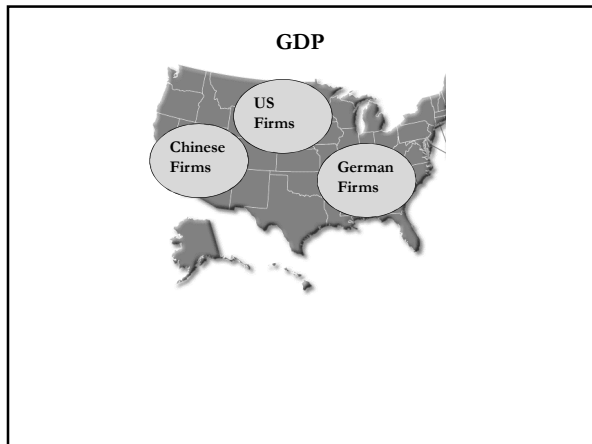 GDP
US
Firms
Chinese
Firms
German
Firms